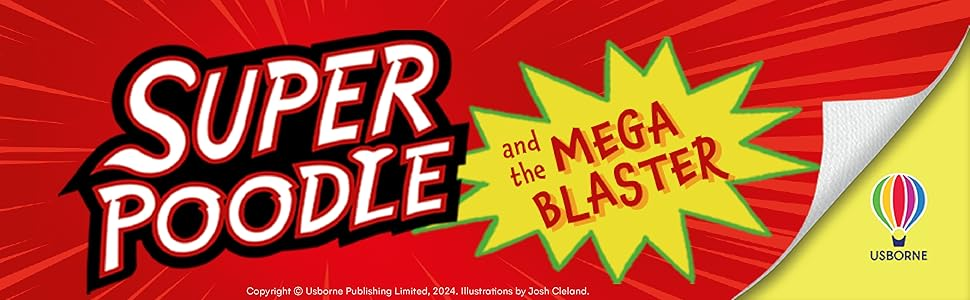 SUPER
POODLE
and the
MEGA
BLASTER
USBORNE
Copyright © Usborne Publishing Limited, 2024. Illustrations by Josh Cleland.